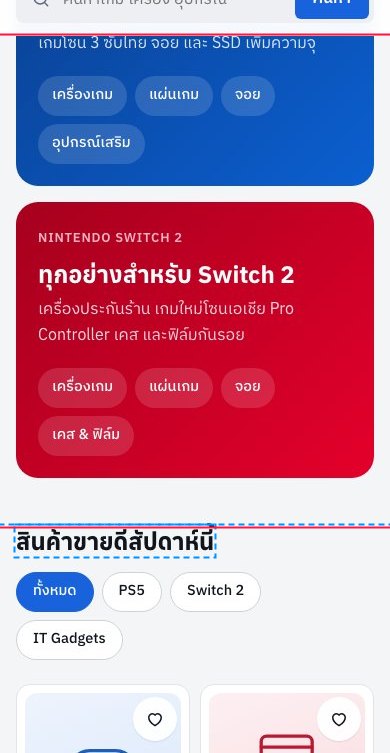 เกมโซน 3 ซับไทย จอย และ SSD เพิ่มความจุ
เครื่องเกม
แผ่นเกม
จอย
อุปกรณ์เสริม
NINTENDO SWITCH 2
ทุกอย่างสำหรับ Switch 2
เครื่องประกันร้าน เกมใหม่โซนเอเชีย Pro
Controller เคส และฟิล์มกันรอย
เครื่องเกม
แผ่นเกม
จอย
เคส & ฟิล์ม
สินค้าขายดีสัปดาห์นี้
ทั้งหมด
PS5
Switch 2
IT Gadgets